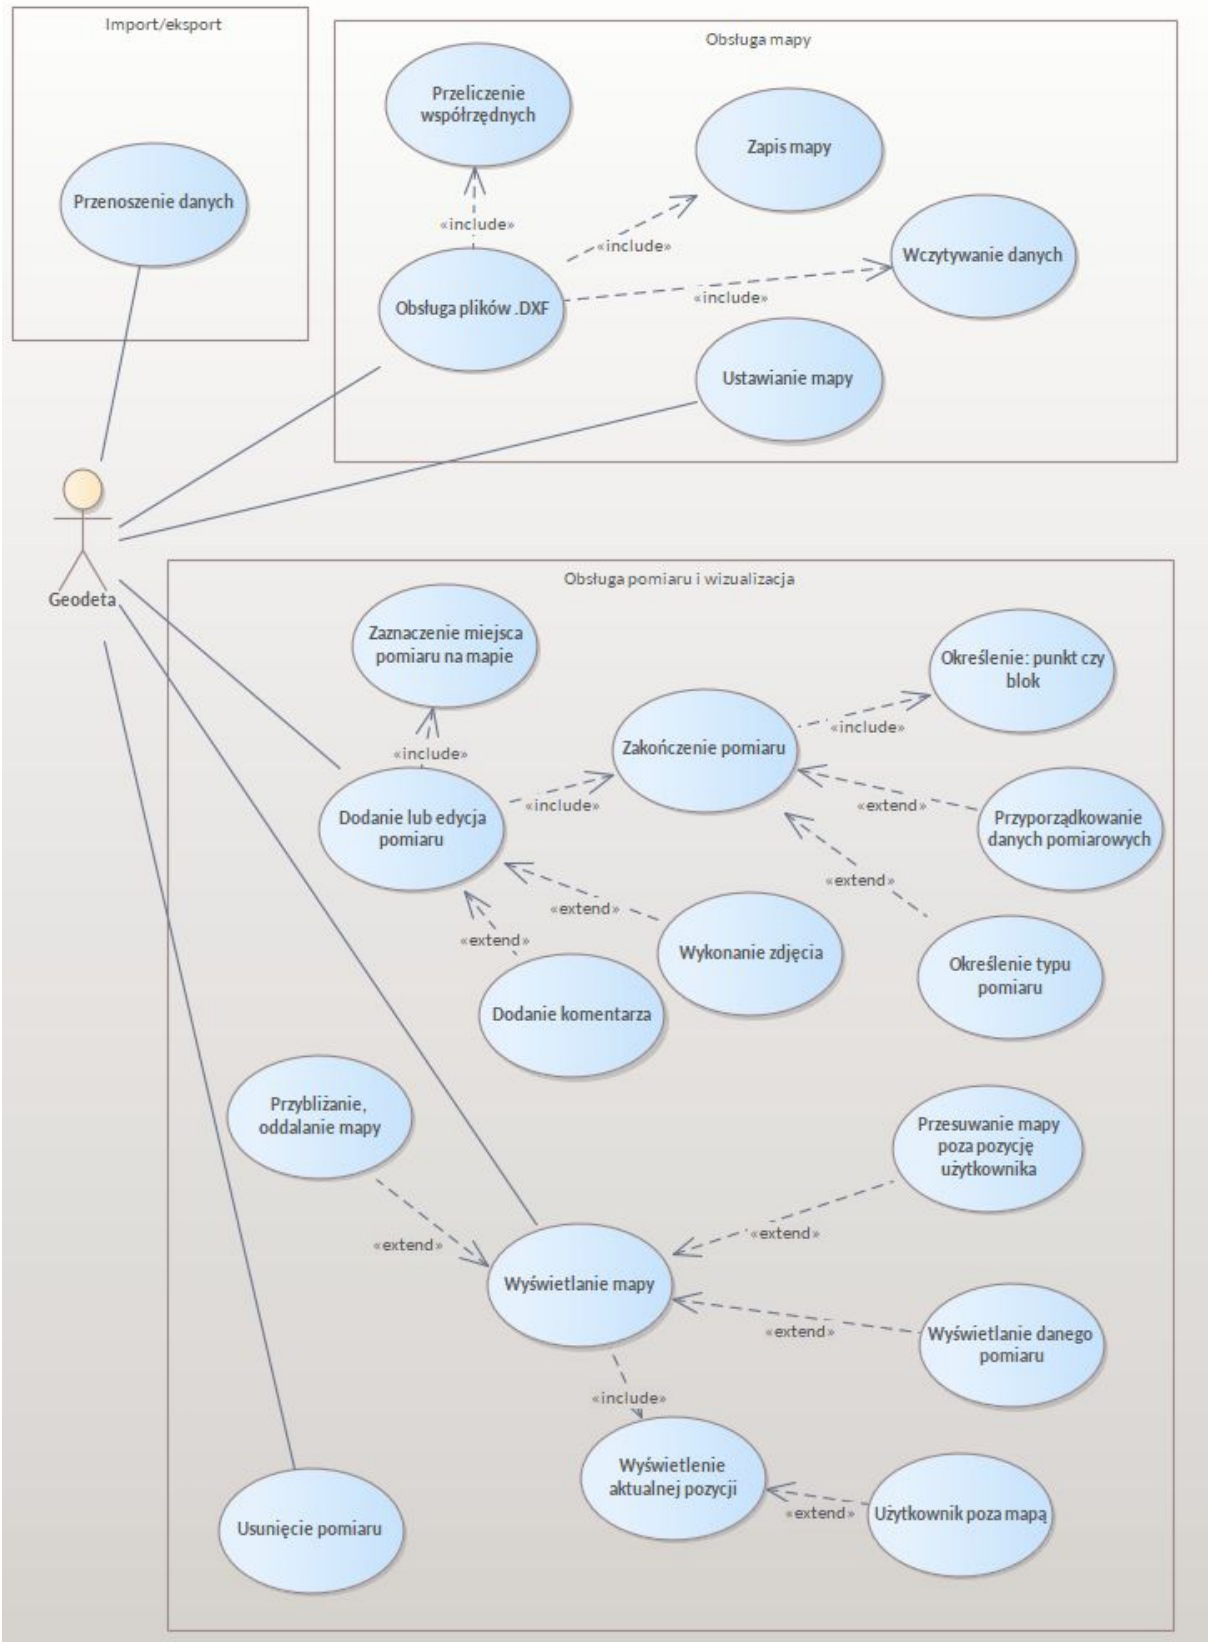 Import/eksport
Przenoszenie danych
Obsługa mapy
Przeliczenie
współrzędnych
Zapis mapy
«include»
«include»
Wczytywanie danych
Obsługa plików .DXF
«include»
Ustawianie mapy
Geodeta
Obsługa pomiaru i wizualizacja
Zaznaczenie miejsca
pomiaru na mapie
Określenie: punkt czy
blok
«include»
Zakończenie pomiaru
«include»
«include»
Dodanie lub edycja
pomiaru
«extend»
Przyporządkowanie
danych pomiarowych
«extend»
«extend»
«extend»
Wykonanie zdjęcia
Określenie typu
pomiaru
Dodanie komentarza
Przybliżanie,
oddalanie mapy
Przesuwanie mapy
poza pozycję
użytkownika
«extend»
«extend»
Wyświetlanie mapy
«extend»
Wyświetlanie danego
pomiaru
«include»
Wyświetlenie
aktualnej pozycji
«extend»
Użytkownik poza mapą
Usunięcie pomiaru